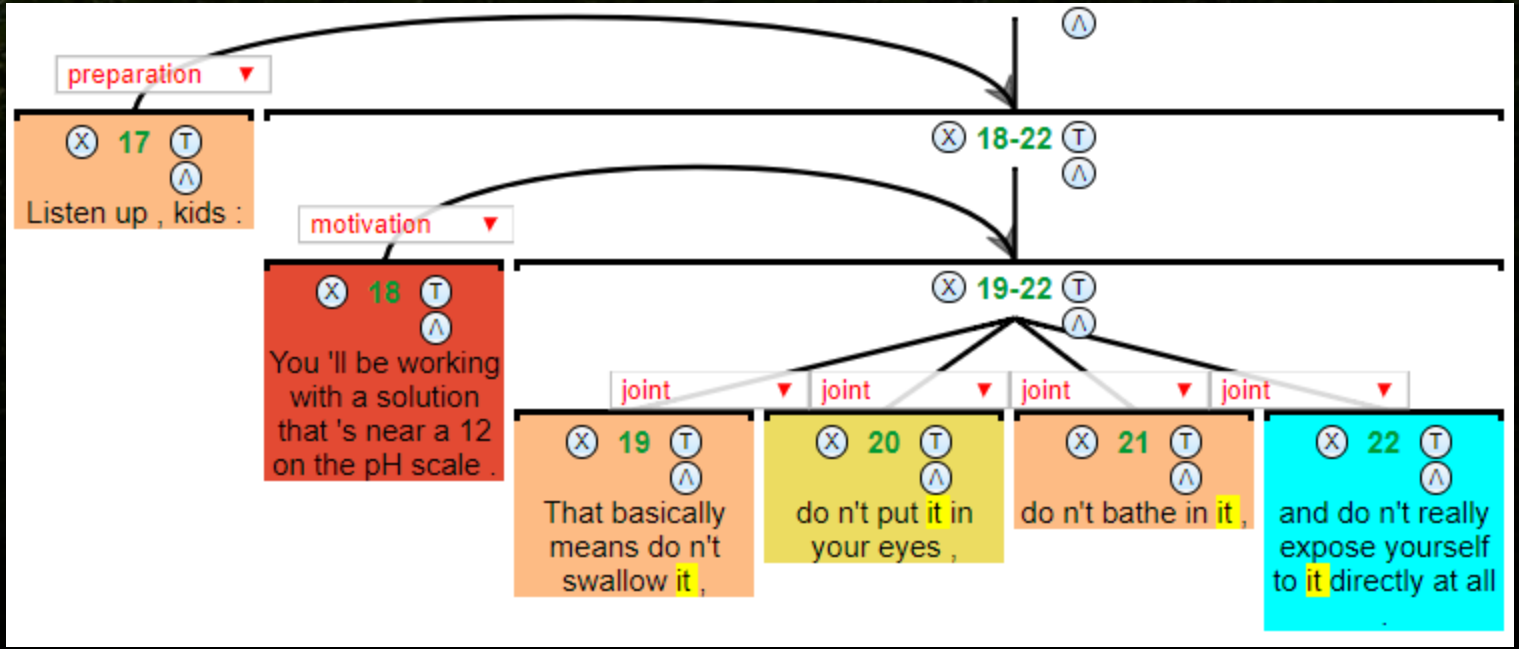 Λ
preparation ▼
X 17 T
Λ
Listen up , kids :
X 18-22 T
Λ
motivation ▼
X 18 T
Λ
You 'll be working
with a solution
that 's near a 12
on the pH scale .
X 19-22 T
Λ
joint ▼
joint ▼
joint ▼
joint ▼
X 19 T
Λ
That basically
means do n't
swallow it ,
X 20 T
Λ
do n't put it in
your eyes ,
X 21 T
Λ
do n't bathe in it ,
X 22 T
Λ
and do n't really
expose yourself
to it directly at all
.